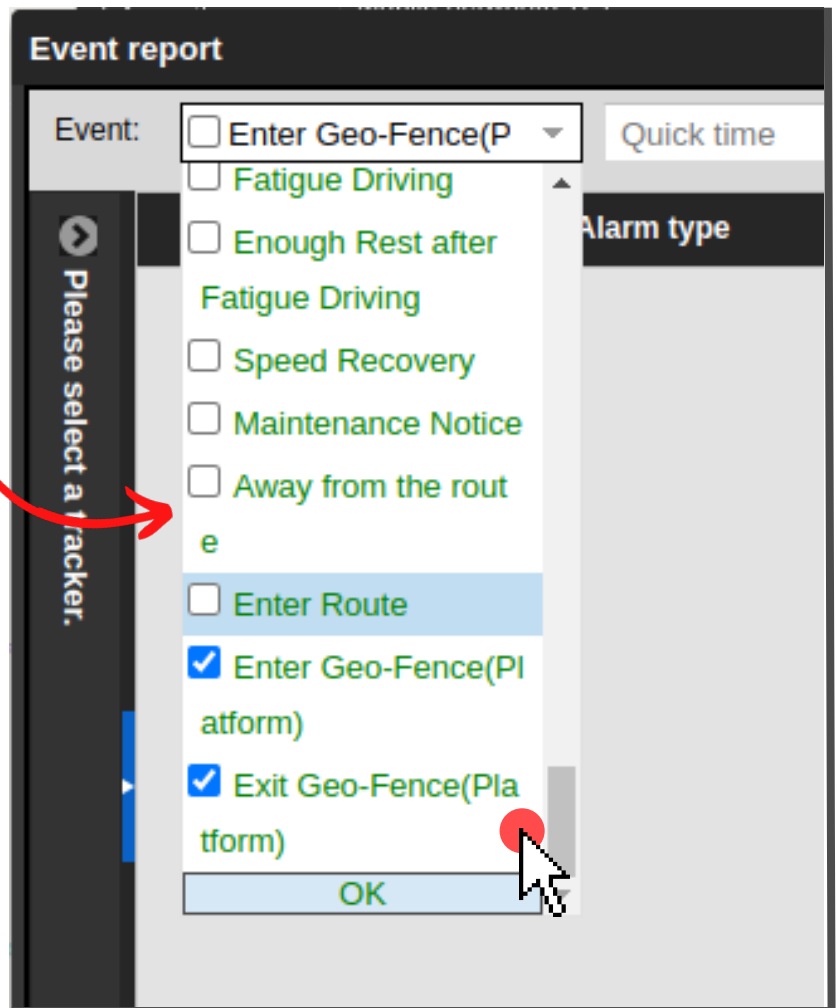 Event report
Event:
Enter Geo-Fence(P
Quick time
Alarm type
Please select a tracker.
Fatigue Driving
Enough Rest after
Fatigue Driving
Speed Recovery
Maintenance Notice
Away from the rout
e
Enter Route
Enter Geo-Fence(Pl
atform)
Exit Geo-Fence(Pla
tform)
OK